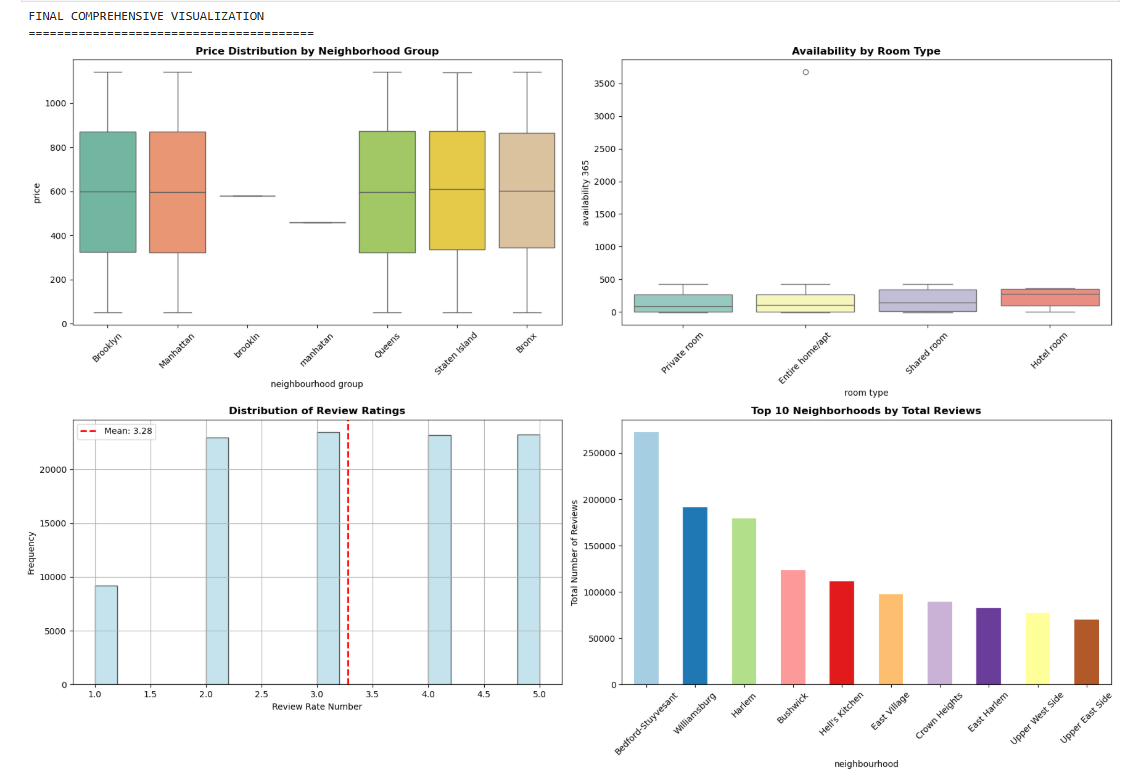 FINAL COMPREHENSIVE VISUALIZATION
========================================
Price Distribution by Neighborhood Group
1000
800
600
400
200
0
price
Brooklyn
Manhattan
brookln
manhatan
Queens
Staten Island
Bronx
neighbourhood group
Availability by Room Type
3500
3000
2500
2000
1500
1000
500
0
availability 365
Private room
Entire home/apt
Shared room
Hotel room
room type
Distribution of Review Ratings
Mean: 3.28
20000
15000
10000
5000
0
Frequency
1.0 1.5 2.0 2.5 3.0 3.5 4.0 4.5 5.0
Review Rate Number
Top 10 Neighborhoods by Total Reviews
250000
200000
150000
100000
50000
0
Total Number of Reviews
Bedford-Stuyvesant
Williamsburg
Harlem
Bushwick
Hell's Kitchen
East Village
Crown Heights
East Harlem
Upper West Side
Upper East Side
neighbourhood